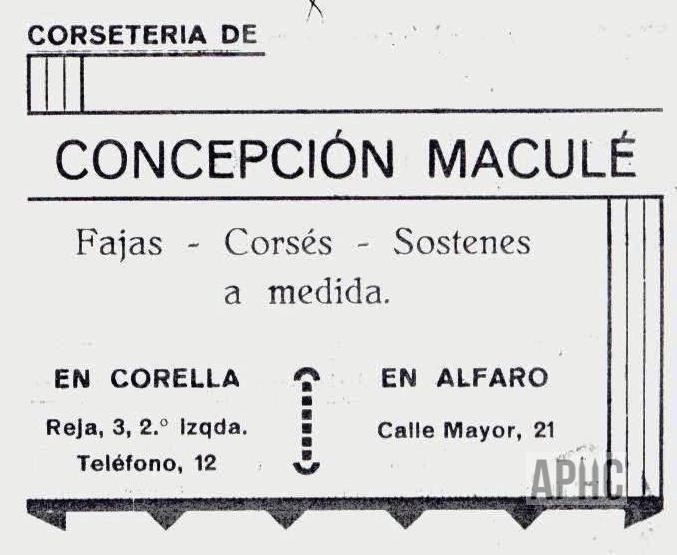 CORSETERIA DE
CONCEPCIÓN MACULÉ
Fajas - Corsés - Sostenes
a medida.
EN CORELLA
Reja, 3, 2.º Izqda.
Teléfono, 12
EN ALFARO
Calle Mayor, 21
APHC